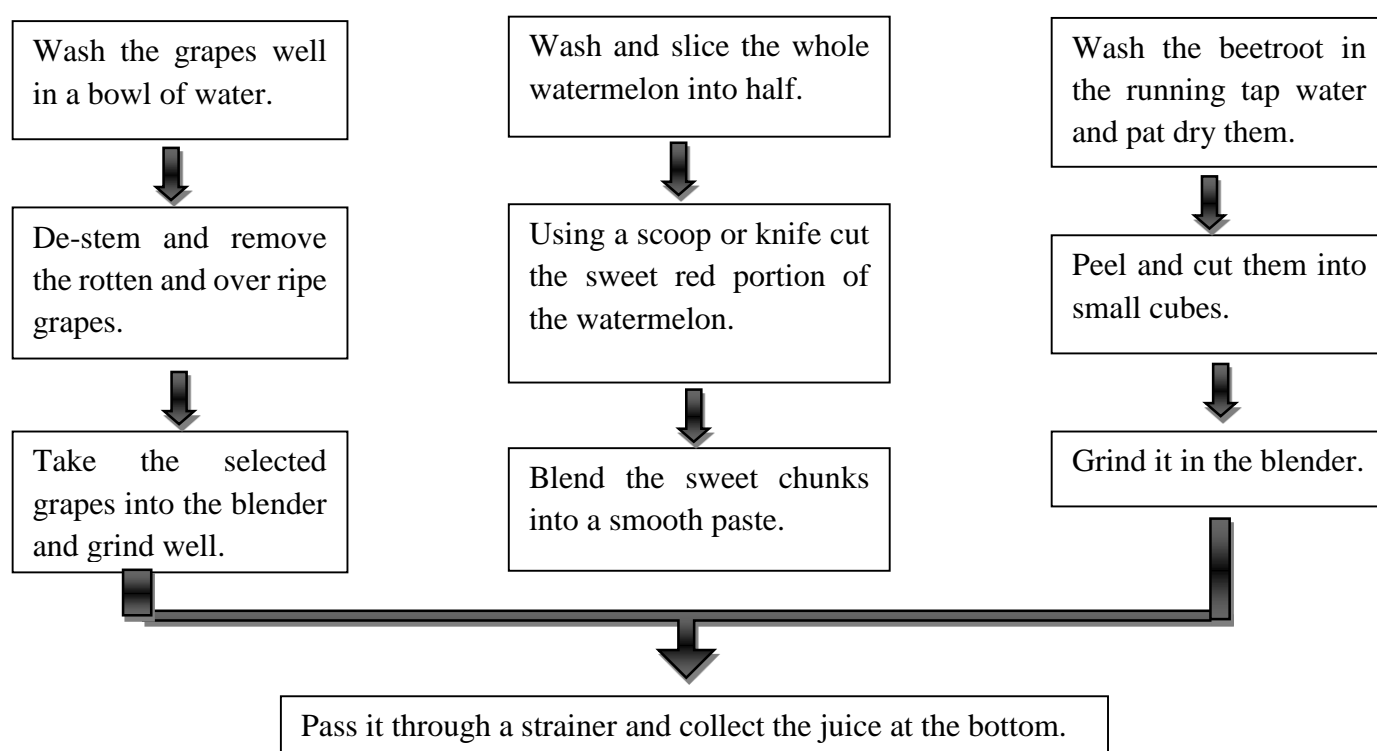 Wash the grapes well
in a bowl of water.
De-stem and remove
the rotten and over ripe
grapes.
Take the selected
grapes into the blender
and grind well.
Wash and slice the whole
watermelon into half.
Using a scoop or knife cut
the sweet red portion of
the watermelon.
Blend the sweet chunks
into a smooth paste.
Wash the beetroot in
the running tap water
and pat dry them.
Peel and cut them into
small cubes.
Grind it in the blender.
Pass it through a strainer and collect the juice at the bottom.